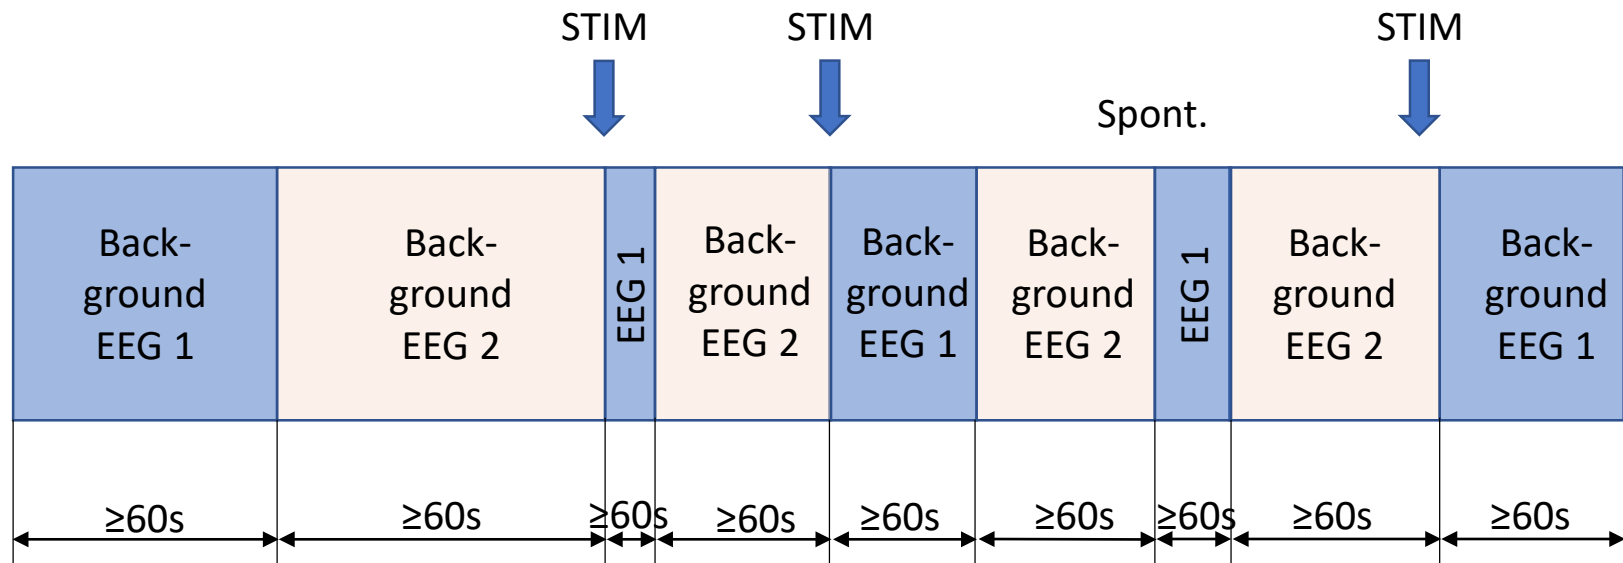 STIM
STIM
STIM
Spont.
Back-
ground
EEG 1
Back-
ground
EEG 2
EEG 1
Back-
ground
EEG 2
Back-
ground
EEG 1
Back-
ground
EEG 2
EEG 1
Back-
ground
EEG 2
Back-
ground
EEG 1
≥60s
≥60s
≥60s
≥60s
≥60s
≥60s
≥60s
≥60s
≥60s